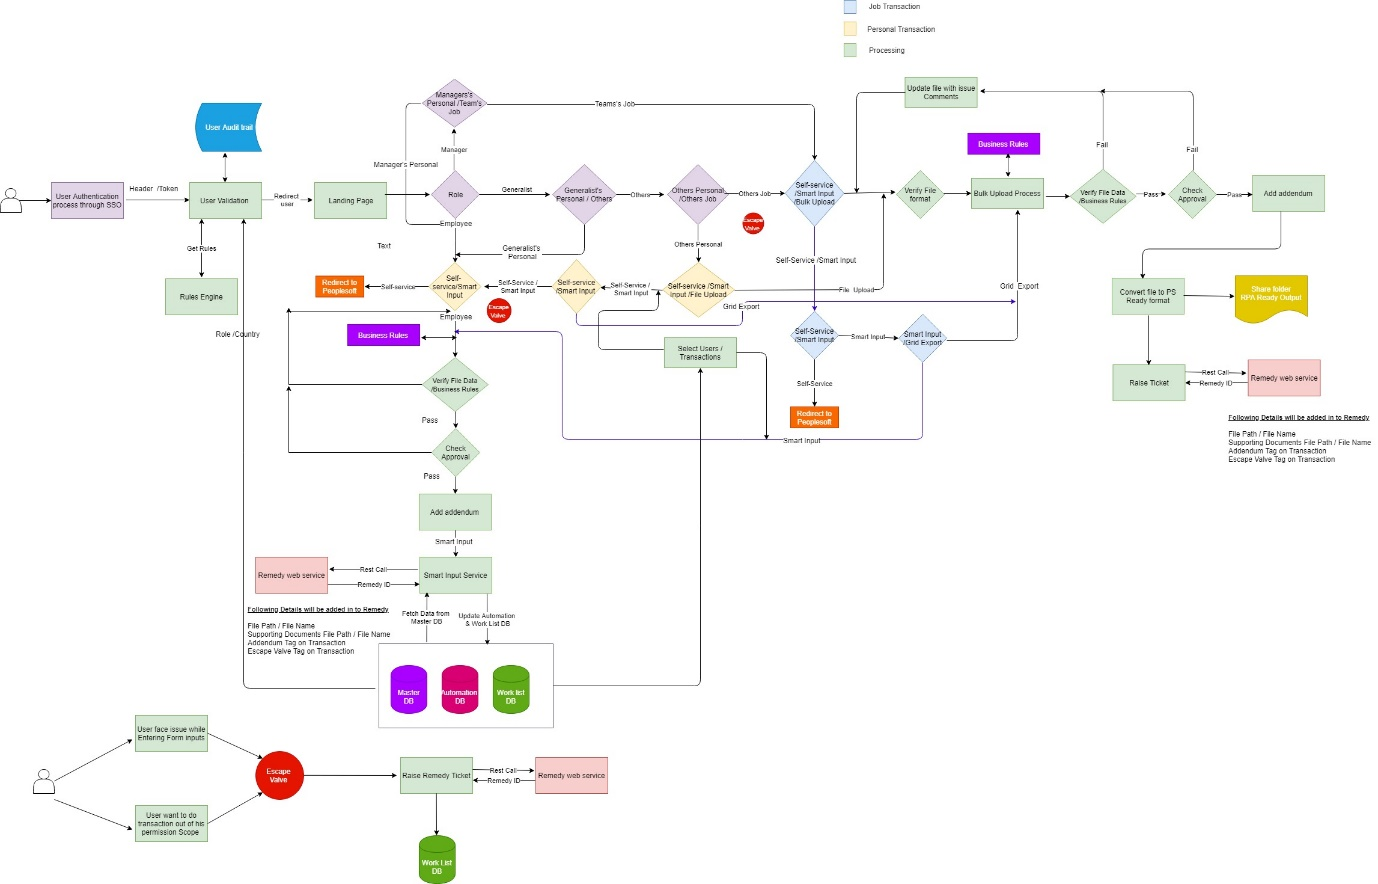 Job Transaction
Personal Transaction
Processing
Update file with issue
Comments
Managers's
Personal /Team's
Job
Teams's Job
User Audit trail
Business Rules
Fail
Fail
Manager
Manager's Personal
User Authentication
process through SSO
Header /Token
User Validation
Redirect
user
Landing Page
Role
Generalist
Generalist's
Personal / Others
Others
Others Personal
/Others Job
Others Job
Escape
Valve
Self-service
/Smart Input
/Bulk Upload
Verify File
format
Bulk Upload Process
Verify File Data
/Business Rules
Pass
Check
Approval
Pass
Add addendum
Employee
Text
Generalist's
Personal
Others Personal
Get Rules
Rules Engine
Self-Service /Smart Input
Redirect to
Peoplesoft
Self-service
Self-
service/Smart
Input
Self-Service /
Smart Input
Self-service
/Smart Input
Self-Service /
Smart Input
Self-service /Smart
Input /File Upload
File Upload
Grid Export
Grid Export
Convert file to PS
Ready format
Share folder
RPA Ready Output
Escape
Valve
Employee
Role /Country
Business Rules
Select Users /
Transactions
Self-Service
/Smart Input
Smart Input
Smart Input
/Grid Export
Verify File Data
/Business Rules
Self-Service
Redirect to
Peoplesoft
Smart Input
Raise Ticket
Rest Call
Remedy ID
Remedy web service
Following Details will be added in to Remedy
File Path / File Name
Supporting Documents File Path / File Name
Addendum Tag on Transaction
Escape Valve Tag on Transaction
Pass
Check
Approval
Pass
Add addendum
Smart Input
Remedy web service
Rest Call
Remedy ID
Smart Input Service
Following Details will be added in to Remedy
File Path / File Name
Supporting Documents File Path / File Name
Addendum Tag on Transaction
Escape Valve Tag on Transaction
Fetch Data from
Master DB
Update Automation
& Work List DB
Master
DB
Automation
DB
Work list
DB
User face issue while
Entering Form inputs
Escape
Valve
User want to do
transaction out of his
permission Scope
Raise Remedy Ticket
Rest Call
Remedy ID
Remedy web service
Work List
DB